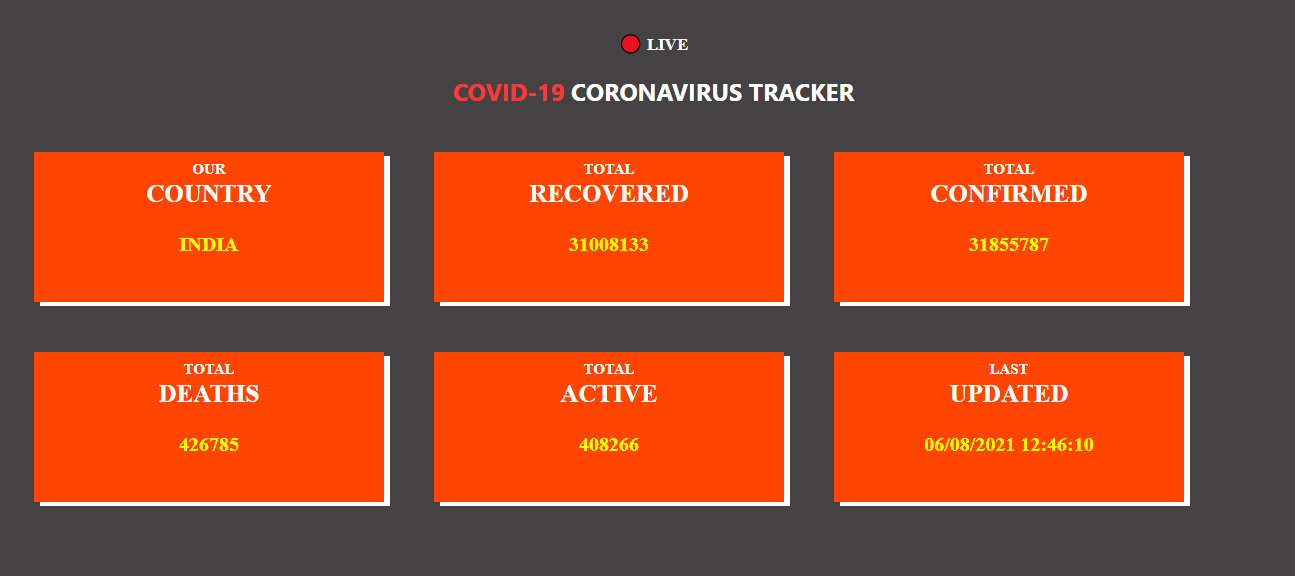 LIVE
COVID-19 CORONAVIRUS TRACKER
OUR
COUNTRY
INDIA
TOTAL
RECOVERED
31008133
TOTAL
CONFIRMED
31855787
TOTAL
DEATHS
426785
TOTAL
ACTIVE
408266
LAST
UPDATED
06/08/2021 12:46:10